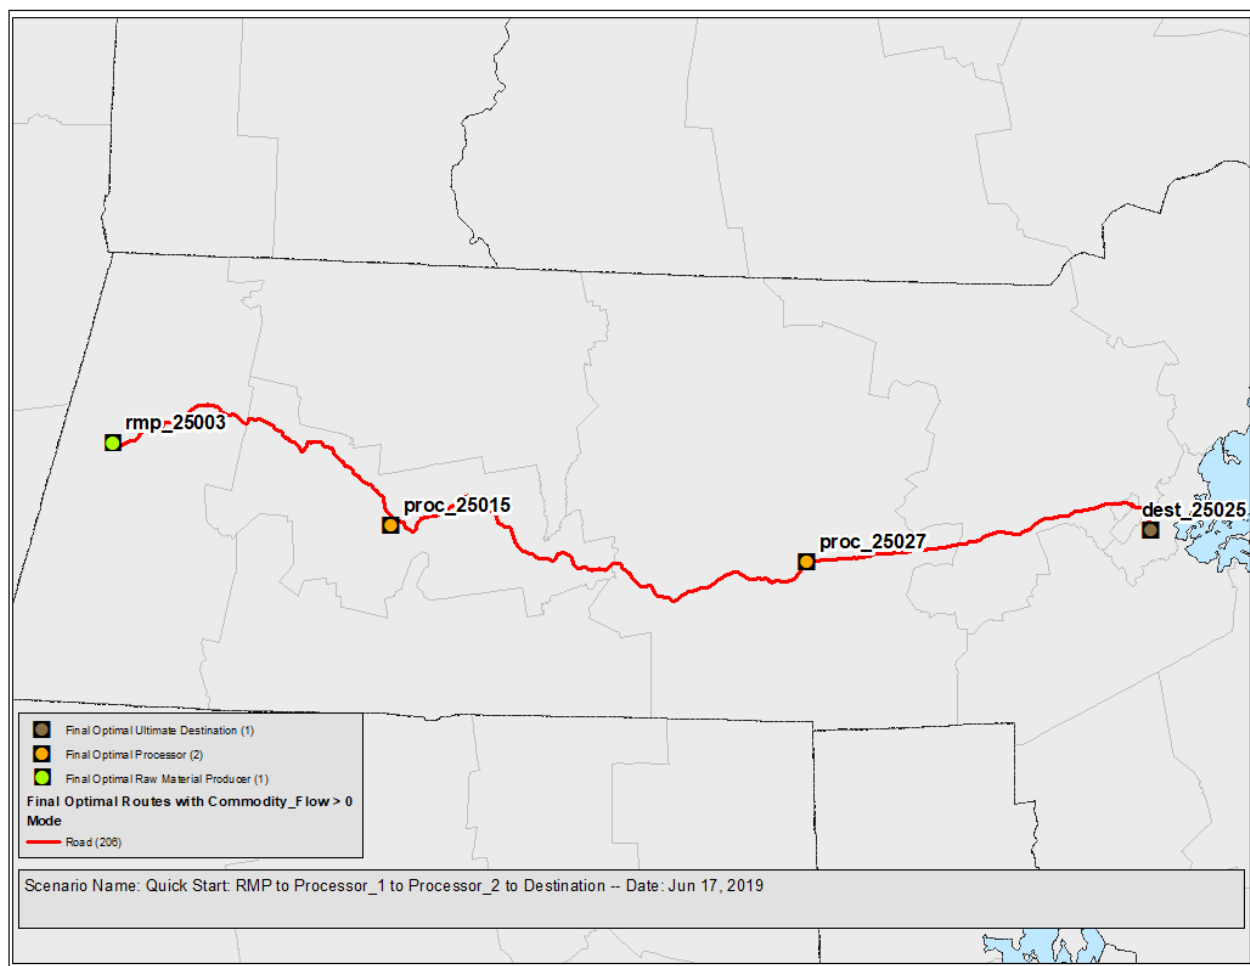 rmp_25003
proc_25015
dest_25025
proc_25027
Final Optimal Ultimate Destination (1)
Final Optimal Processor (2)
Final Optimal Raw Material Producer (1)
Final Optimal Routes with Commodity_Flow > 0
Mode
Road (206)
Scenario Name: Quick Start: RMP to Processor_1 to Processor_2 to Destination -- Date: Jun 17, 2019